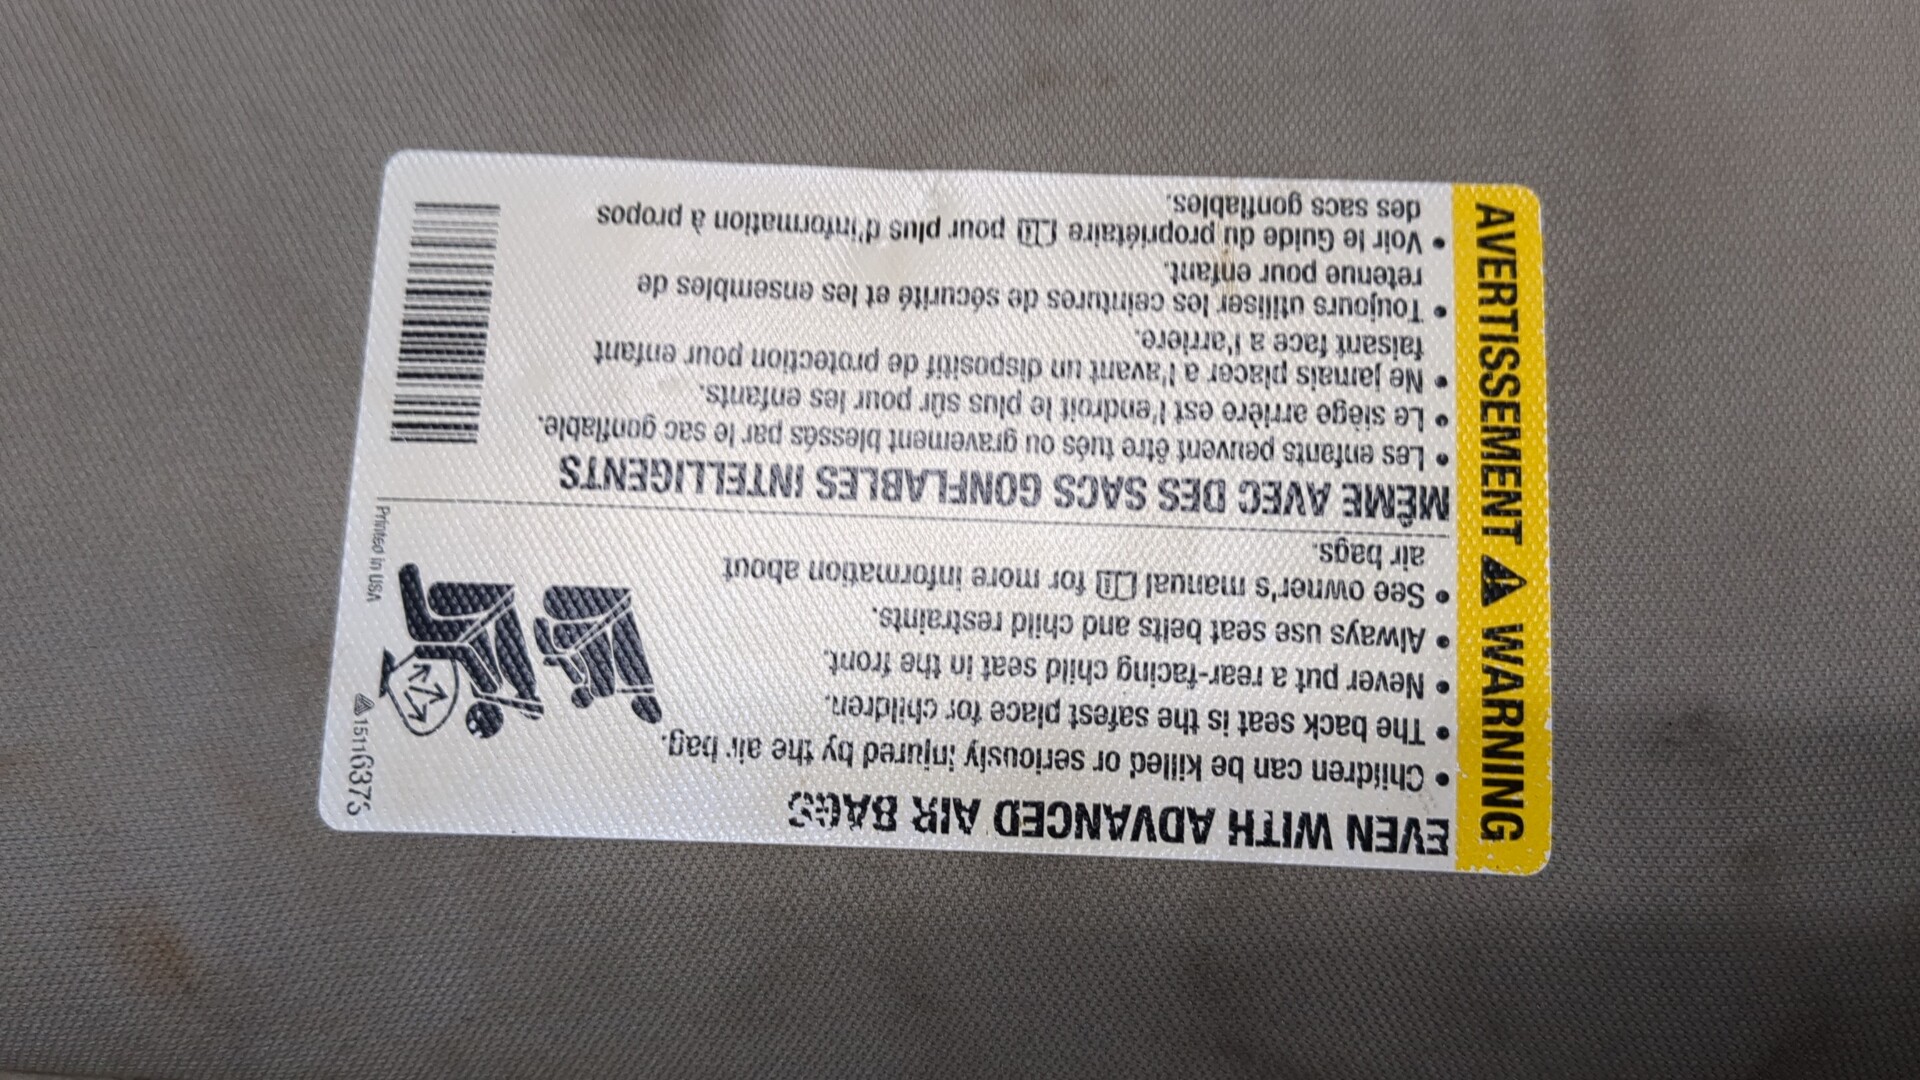 WARNING AVERTISSEMENT
EVEN WITH ADVANCED AIR BAGS
• Children can be killed or seriously injured by the air bag.
• The back seat is the safest place for children.
• Never put a rear-facing child seat in the front.
• Always use seat belts and child restraints.
• See owner's manual for more information about
air bags.
MÊME AVEC DES SACS GONFLABLES INTELLIGENTS
• Les enfants peuvent être tués ou gravement blessés par le sac gonflable.
• Le siège arrière est l'endroit le plus sûr pour les enfants.
• Ne jamais placer a l'avant un dispositif de protection pour enfant
faisant face a l'arrière.
• Toujours utiliser les ceintures de sécurité et les ensembles de
retenue pour enfant.
• Voir le Guide du propriétaire pour plus d'information à propos
des sacs gonflables.
15116373
Printed in USA